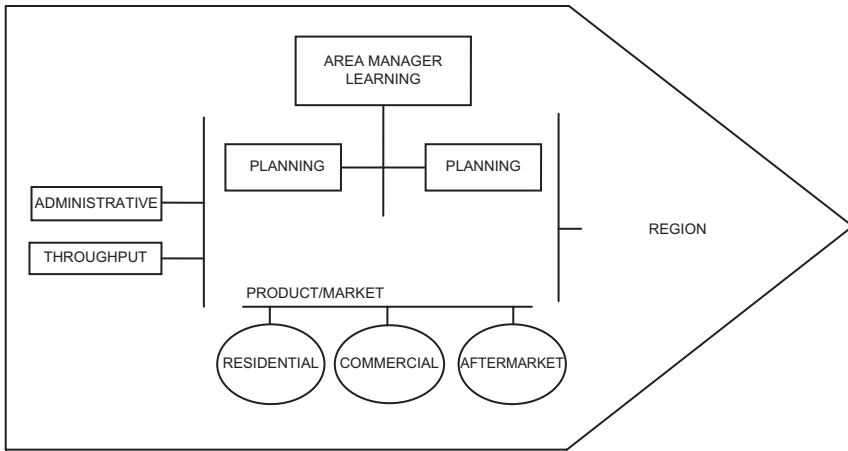 AREA MANAGER
LEARNING
PLANNING
PLANNING
ADMINISTRATIVE
THROUGHPUT
REGION
PRODUCT/MARKET
RESIDENTIAL
COMMERCIAL
AFTERMARKET